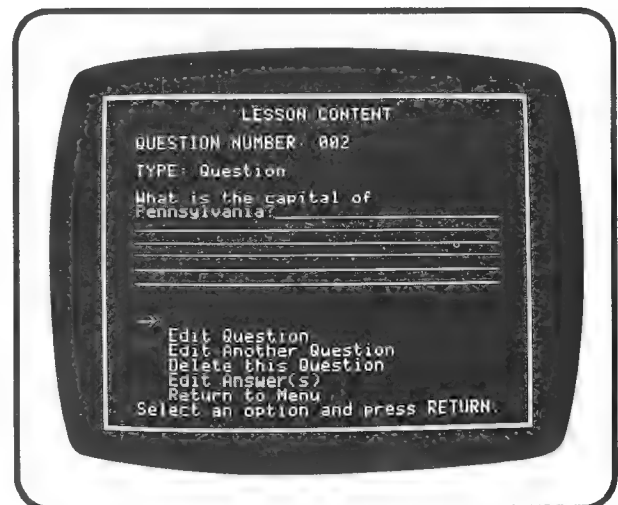 LESSON CONTENT
QUESTION NUMBER: 002
TYPE: Question
What is the capital of
Pennsylvania?
Edit Question
Edit Another Question
Delete this Question
Edit Answer(s)
Return to Menu
Select an option and press RETURN.